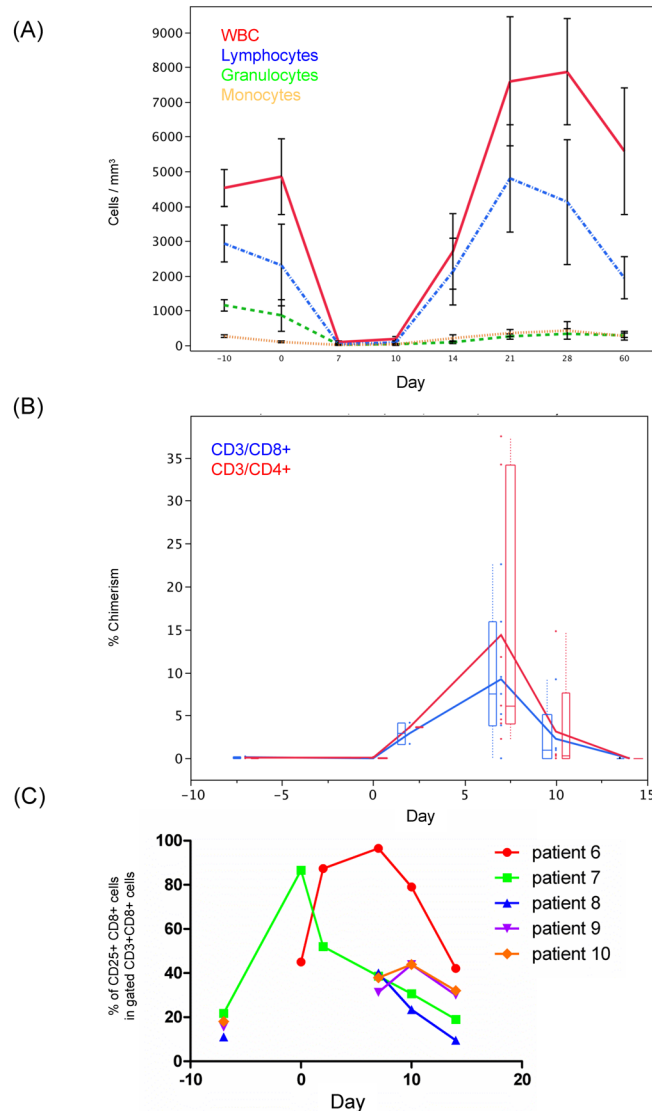 (A)
WBC
Lymphocytes
Granulocytes
Monocytes
9000
8000
7000
6000
5000
4000
3000
2000
1000
0
Cells / mm³
−10 0 7 10 14 21 28 60
Day
(B)
CD3/CD8+
CD3/CD4+
35
30
25
20
15
10
5
0
% Chimerism
−10 −5 0 5 10 15
Day
(C)
100
80
60
40
20
0
% of CD25+ CD8+ cells
in gated CD3+CD8+ cells
patient 6
patient 7
patient 8
patient 9
patient 10
-10 0 10 20
Day